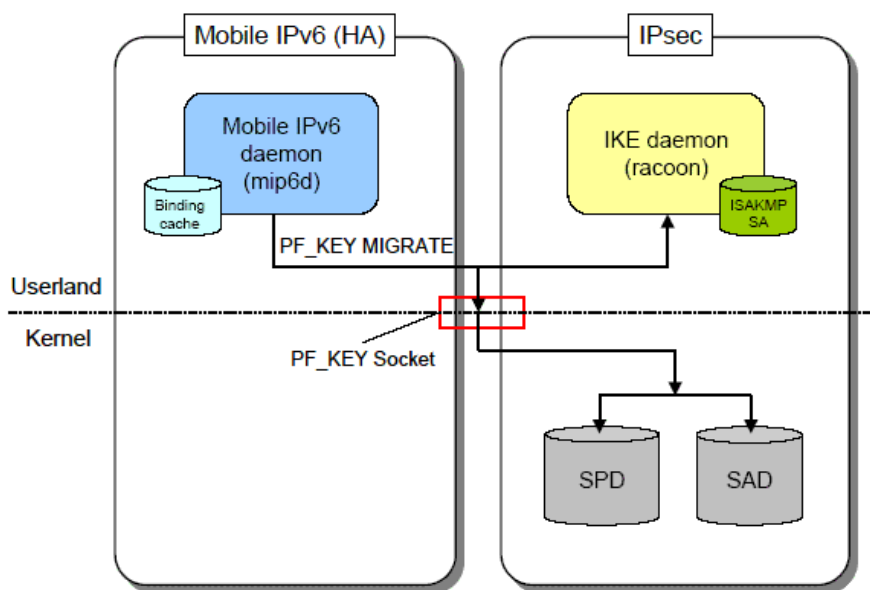 Mobile IPv6 (HA)
IPsec
Mobile IPv6
daemon
(mip6d)
Binding
cache
IKE daemon
(racoon)
ISAKMP
SA
PF_KEY MIGRATE
Userland
Kernel
PF_KEY Socket
SPD
SAD